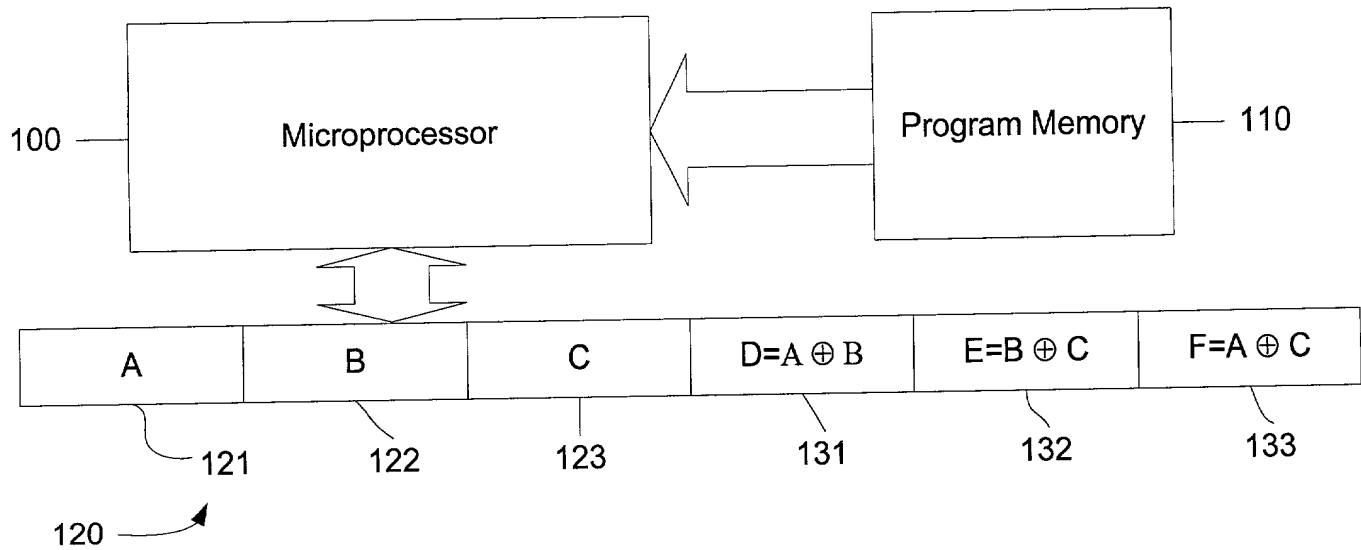 100
Microprocessor
Program Memory
110
A
B
C
D=A ⊕ B
E=B ⊕ C
F=A ⊕ C
121
122
123
131
132
133
120